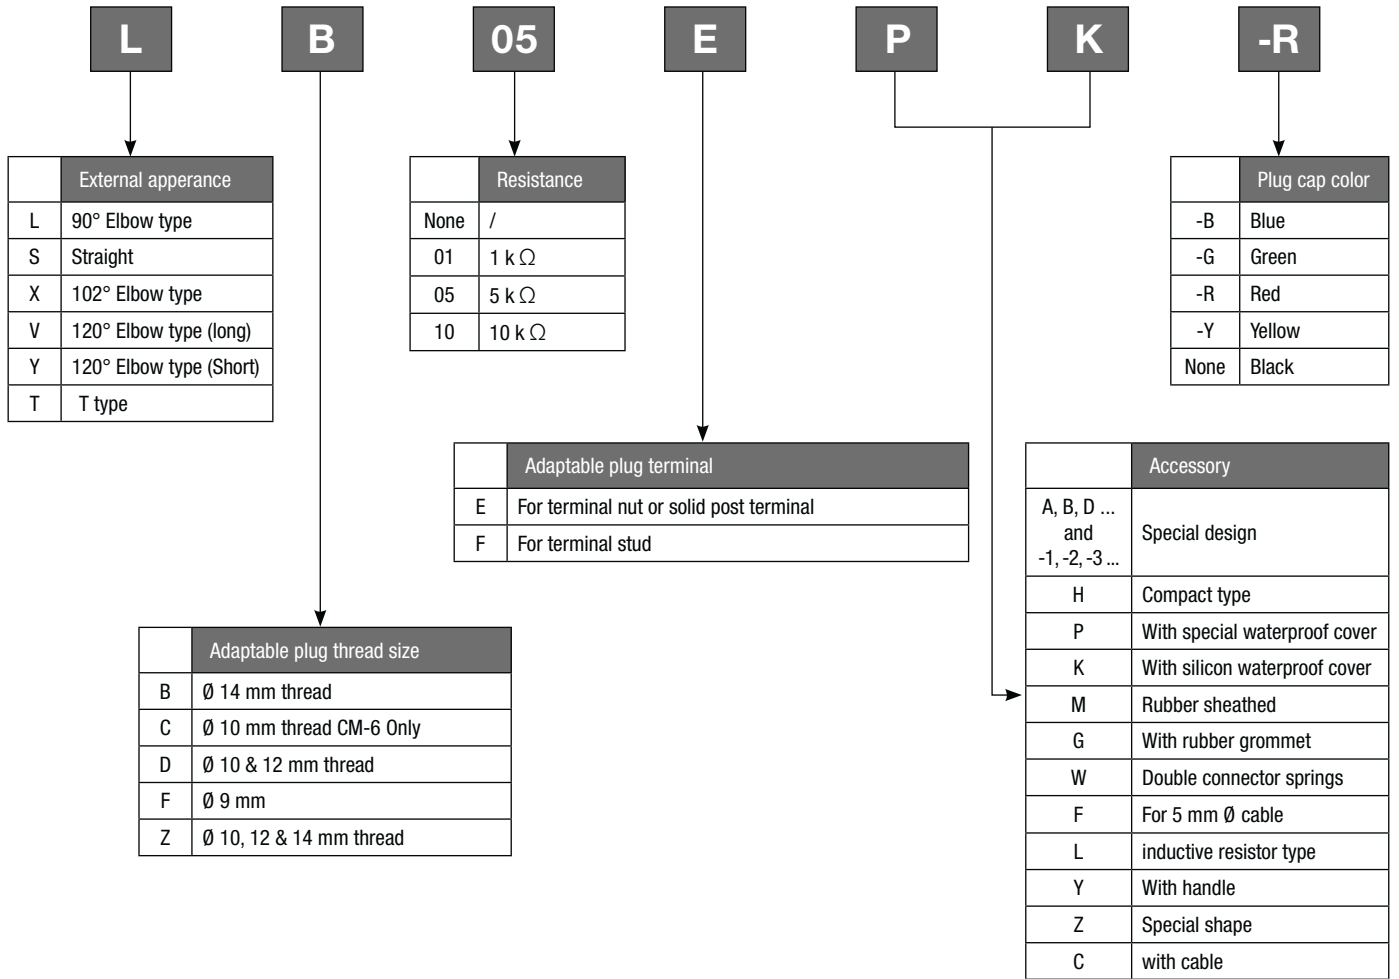 L B 05 E P K -R
External apperance
L 90° Elbow type
S Straight
X 102° Elbow type
V 120° Elbow type (long)
Y 120° Elbow type (Short)
T T type
Resistance
None /
01 1 k Ω
05 5 k Ω
10 10 k Ω
Plug cap color
-B Blue
-G Green
-R Red
-Y Yellow
None Black
Adaptable plug terminal
E For terminal nut or solid post terminal
F For terminal stud
Adaptable plug thread size
B Ø 14 mm thread
C Ø 10 mm thread CM-6 Only
D Ø 10 & 12 mm thread
F Ø 9 mm
Z Ø 10, 12 & 14 mm thread
Accessory
A, B, D ...
and
-1, -2, -3 ...
Special design
H Compact type
P With special waterproof cover
K With silicon waterproof cover
M Rubber sheathed
G With rubber grommet
W Double connector springs
F For 5 mm Ø cable
L inductive resistor type
Y With handle
Z Special shape
C with cable